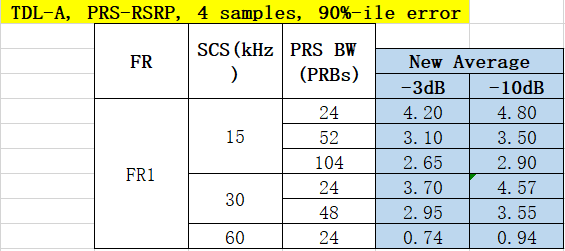 TDL-A, PRS-RSRP, 4 samples, 90%-ile error
FR SCS(kHz) PRS BW (PRBs) New Average
-3dB -10dB
FR1 15 24 4.20 4.80
52 3.10 3.50
104 2.65 2.90
30 24 3.70 4.57
48 2.95 3.55
60 24 0.74 0.94